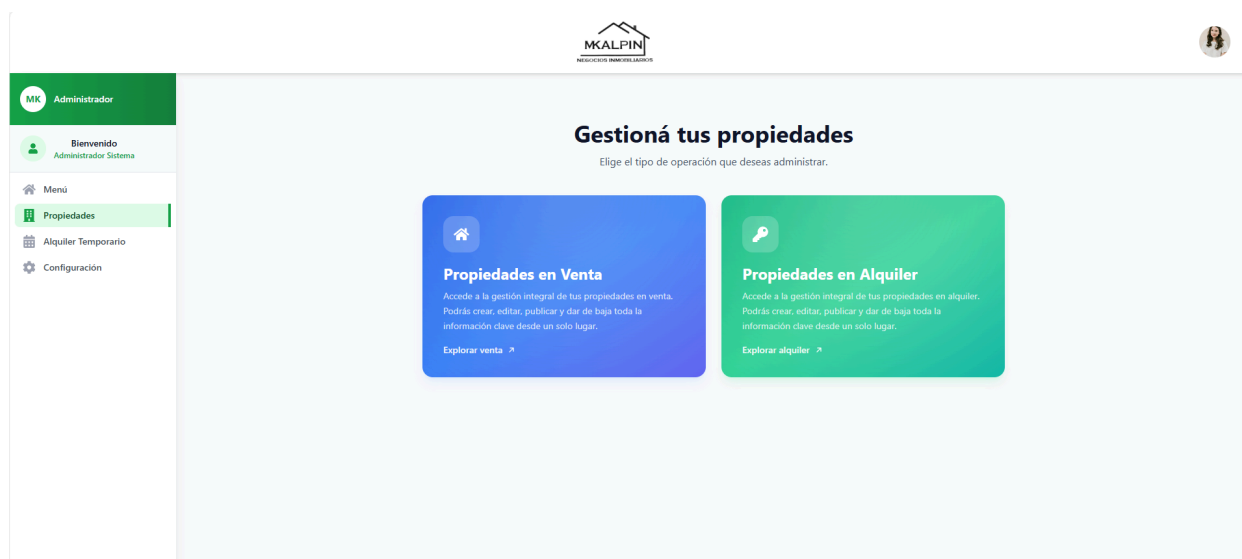 MKALPIN
NEGOCIOS INMOBILIARIOS
MK
Administrador
Bienvenido
Administrador Sistema
Menú
Propiedades
Alquiler Temporario
Configuración
Gestioná tus propiedades
Elige el tipo de operación que deseas administrar.
Propiedades en Venta
Accede a la gestión integral de tus propiedades en venta.
Podrás crear, editar, publicar y dar de baja toda la
información clave desde un solo lugar.
Explorar venta
Propiedades en Alquiler
Accede a la gestión integral de tus propiedades en alquiler.
Podrás crear, editar, publicar y dar de baja toda la
información clave desde un solo lugar.
Explorar alquiler